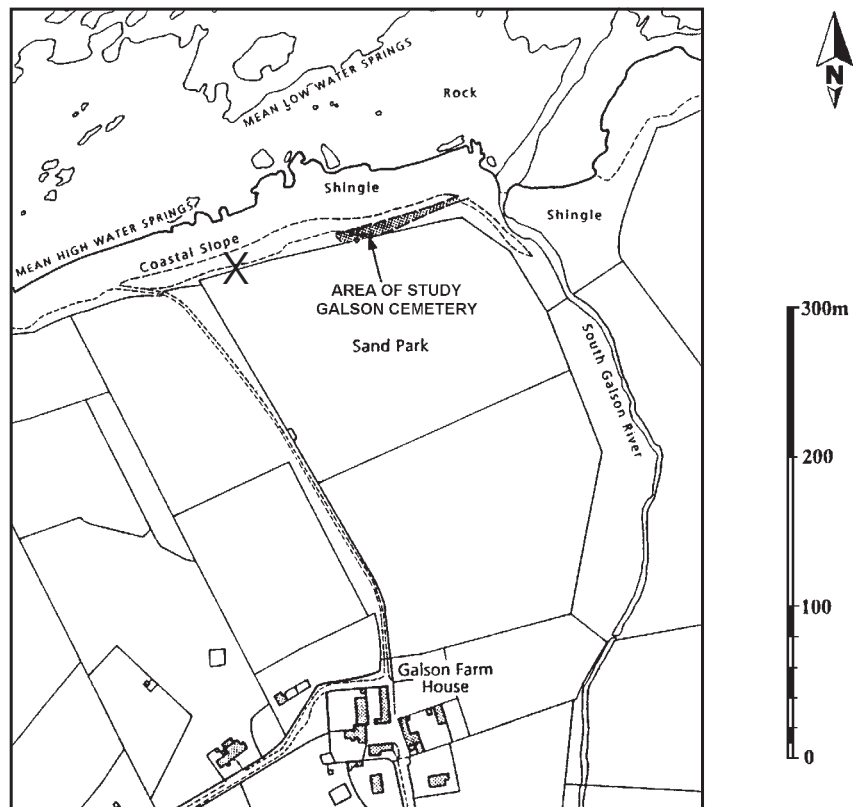 MEAN LOW WATER SPRINGS
Rock
N
Shingle
Shingle
MEAN HIGH WATER SPRINGS
Coastal Slope
X
AREA OF STUDY
GALSON CEMETERY
Sand Park
South Galson River
Galson Farm
House
300m
200
100
0